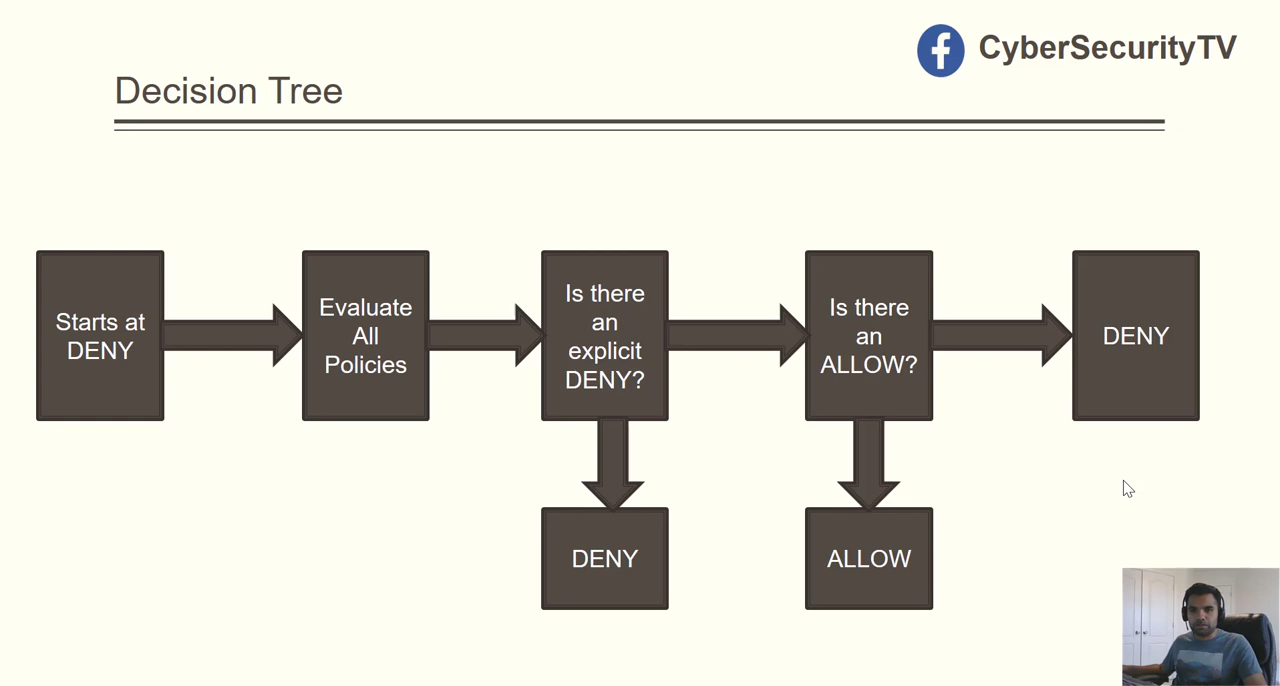 CyberSecurityTV
Decision Tree
Starts at
DENY
Evaluate
All
Policies
Is there
an
explicit
DENY?
Is there
an
ALLOW?
DENY
DENY
ALLOW